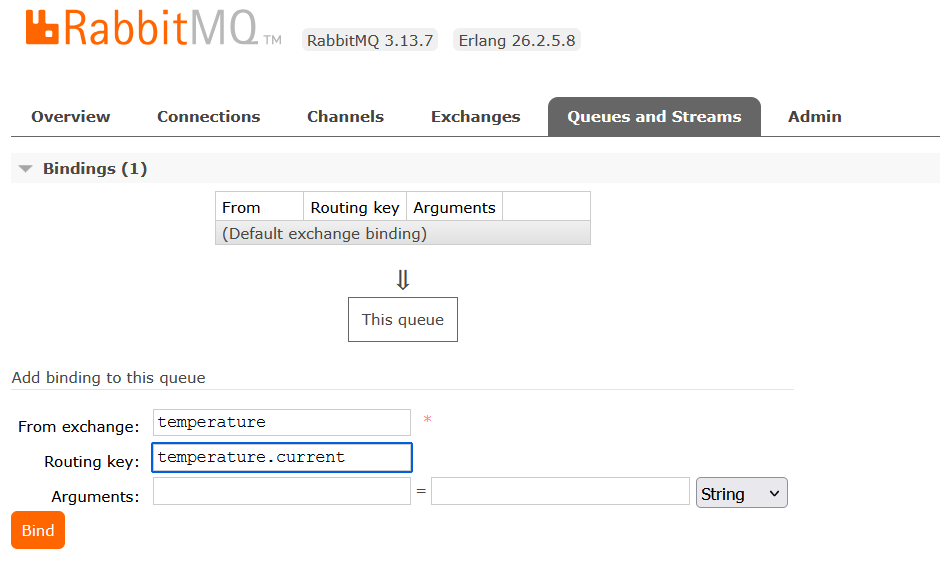 RabbitMQ TM RabbitMQ 3.13.7 Erlang 26.2.5.8
Overview Connections Channels Exchanges Queues and Streams Admin
Bindings (1)
From Routing key Arguments
(Default exchange binding)
⇓
This queue
Add binding to this queue
From exchange: temperature *
Routing key: temperature.current
Arguments: = String
Bind